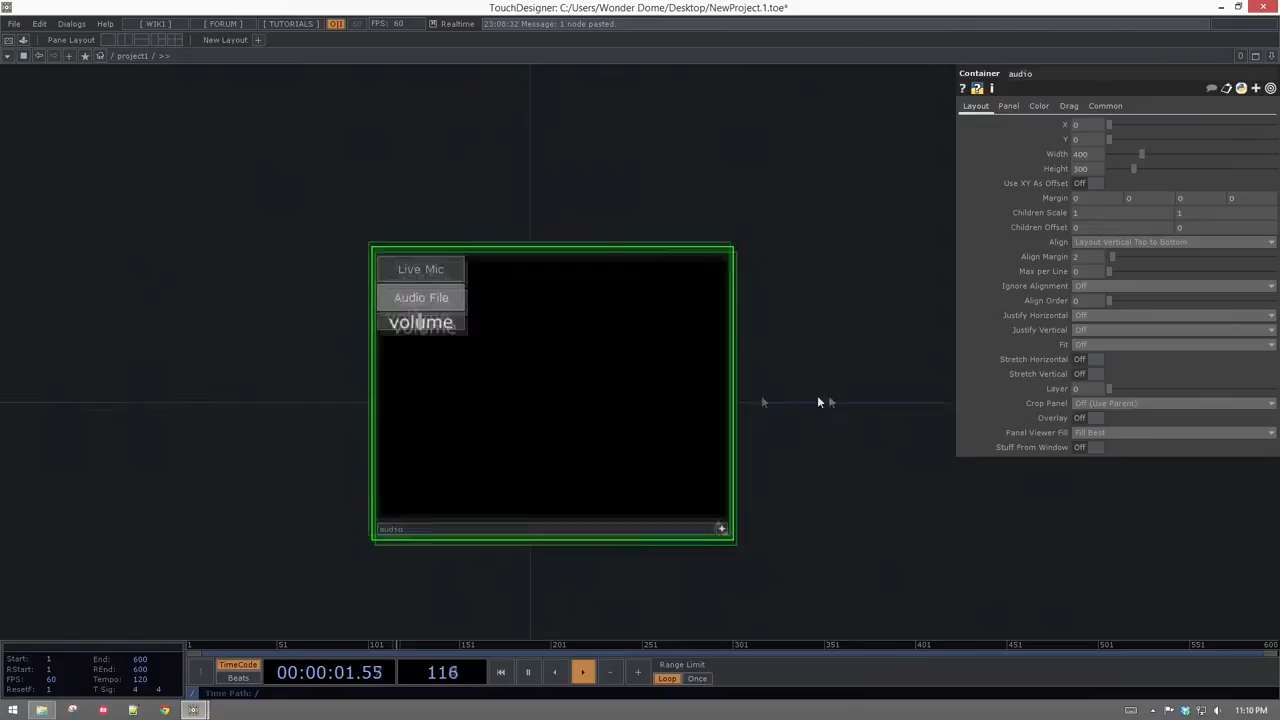 TouchDesigner: C:/Users/Wonder Dome/Desktop/NewProject.1.toe*
File Edit Dialogs Help [ WIKI ] [ FORUM ] [ TUTORIALS ] O|I FPS: 60 Realtime 23:08:32 Message: 1 node pasted.
Pane Layout New Layout +
/ project1 / >>
Container audio
Layout Panel Color Drag Common
X 0
Y 0
Width 400
Height 300
Use XY As Offset Off
Margin 0 0 0 0
Children Scale 1 1
Children Offset 0 0
Align Layout Vertical Top to Bottom
Align Margin 2
Max per Line 0
Ignore Alignment Off
Align Order 0
Justify Horizontal Off
Justify Vertical Off
Fit Off
Stretch Horizontal Off
Stretch Vertical Off
Layer 0
Crop Panel Off (Use Parent)
Overlay Off
Panel Viewer Fill Fill Best
Stuff From Window Off
Live Mic
Audio File
volume
audio
1 51 101 151 201 251 301 351 401 451 501 551 600
Start: 1 End: 600
RStart: 1 REnd: 600
FPS: 60 Tempo: 120
ResetF: 1 T Sig: 4 4
TimeCode
Beats
00:00:01.55
116
Range Limit
Loop Once
/ Time Path: /
11:10 PM